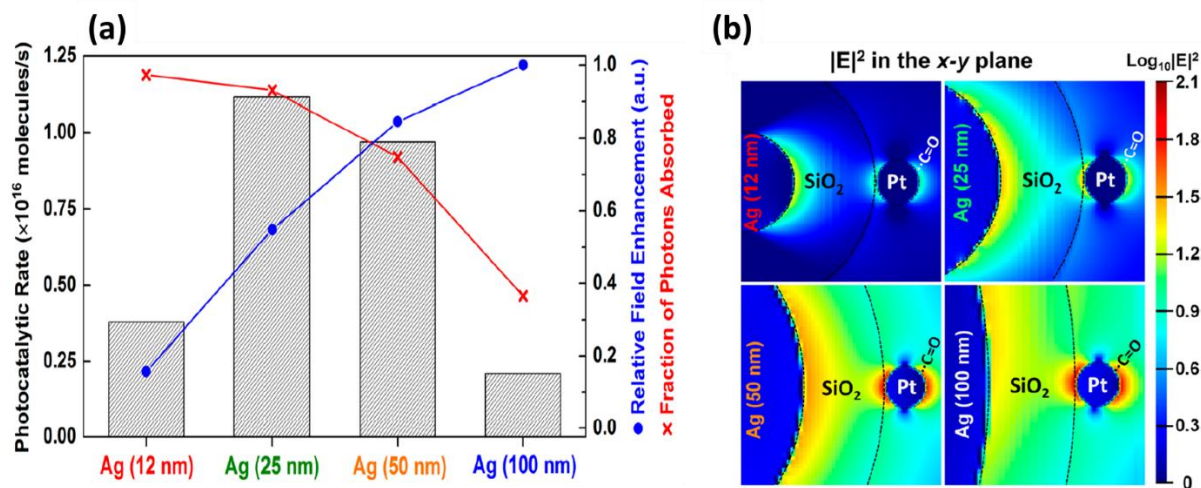 (a)
Photocatalytic Rate (×10¹⁶ molecules/s)
1.25
1.00
0.75
0.50
0.25
0.00
Ag (12 nm)
Ag (25 nm)
Ag (50 nm)
Ag (100 nm)
1.0
0.8
0.6
0.4
0.2
0.0
● Relative Field Enhancement (a.u.)
× Fraction of Photons Absorbed
(b)
|E|² in the x-y plane
Log₁₀|E|²
Ag (12 nm)
SiO₂
Pt
C=O
Ag (25 nm)
SiO₂
Pt
C=O
Ag (50 nm)
SiO₂
Pt
C=O
Ag (100 nm)
SiO₂
Pt
C=O
2.1
1.8
1.5
1.2
0.9
0.6
0.3
0